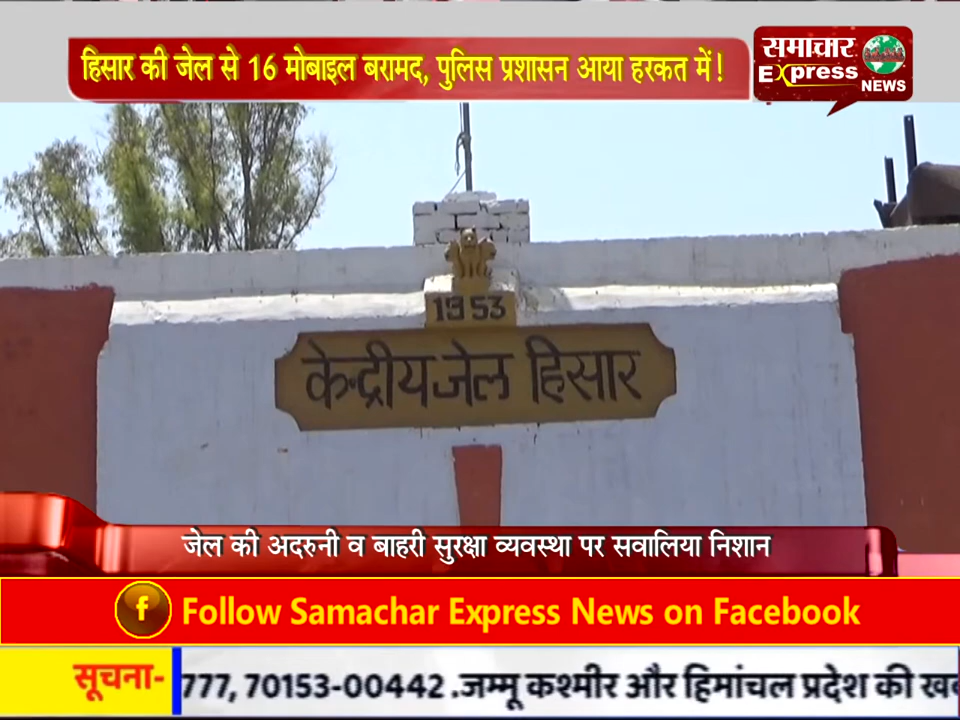 हिसार की जेल से 16 मोबाइल बरामद, पुलिस प्रशासन आया हरकत में!
समाचार
Express
NEWS
1953
केन्द्रीय जेल हिसार
जेल की अदरुनी व बाहरी सुरक्षा व्यवस्था पर सवालिया निशान
f Follow Samachar Express News on Facebook
सूचना- 777, 70153-00442 .जम्मू कश्मीर और हिमांचल प्रदेश की